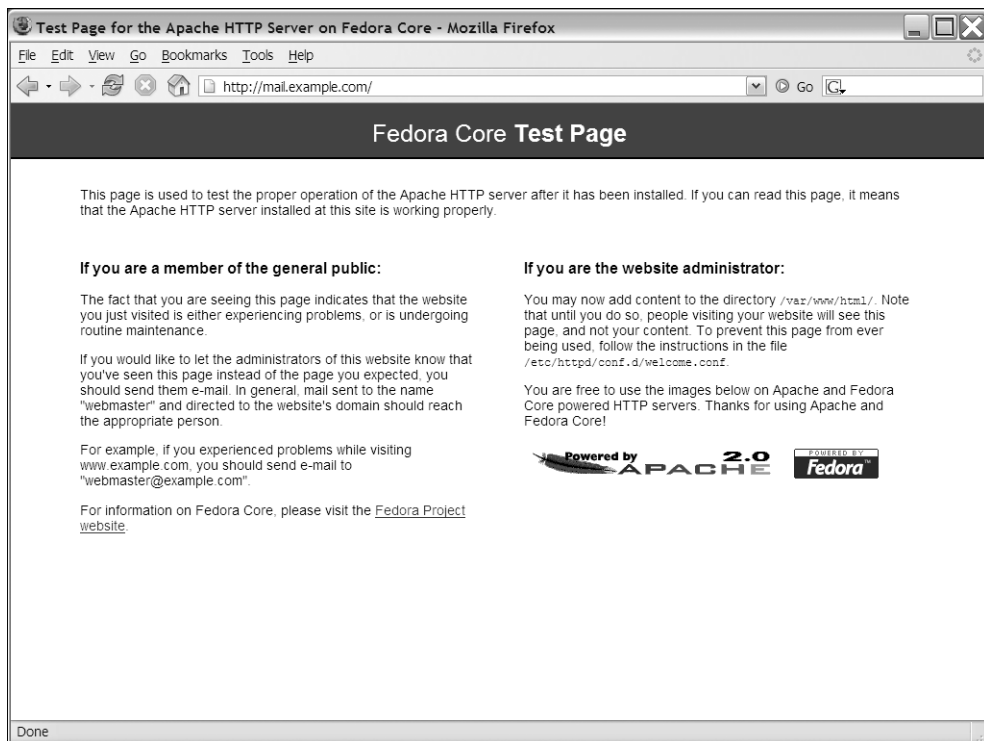 Test Page for the Apache HTTP Server on Fedora Core - Mozilla Firefox
File Edit View Go Bookmarks Tools Help
http://mail.example.com/ Go G
Fedora Core Test Page
This page is used to test the proper operation of the Apache HTTP server after it has been installed. If you can read this page, it means
that the Apache HTTP server installed at this site is working properly.
If you are a member of the general public:
The fact that you are seeing this page indicates that the website
you just visited is either experiencing problems, or is undergoing
routine maintenance.
If you would like to let the administrators of this website know that
you've seen this page instead of the page you expected, you
should send them e-mail. In general, mail sent to the name
"webmaster" and directed to the website's domain should reach
the appropriate person.
For example, if you experienced problems while visiting
www.example.com, you should send e-mail to
"webmaster@example.com".
For information on Fedora Core, please visit the Fedora Project
website.
If you are the website administrator:
You may now add content to the directory /var/www/html/. Note
that until you do so, people visiting your website will see this
page, and not your content. To prevent this page from ever
being used, follow the instructions in the file
/etc/httpd/conf.d/welcome.conf.
You are free to use the images below on Apache and Fedora
Core powered HTTP servers. Thanks for using Apache and
Fedora Core!
Powered by 2.0
APACHE
POWERED BY
Fedora™
Done